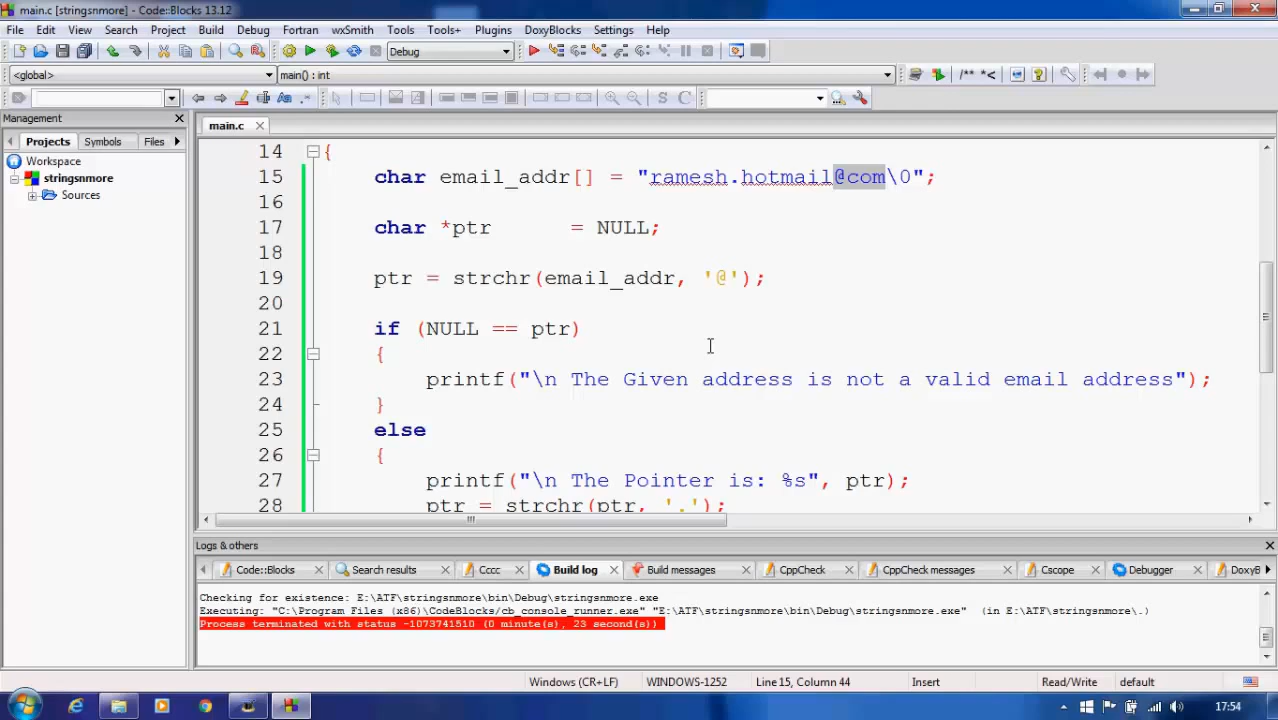 main.c [stringsnmore] - Code::Blocks 13.12
File Edit View Search Project Build Debug Fortran wxSmith Tools Tools+ Plugins DoxyBlocks Settings Help
Debug
<global> main() : int
/** *<
S C
Management
main.c
Projects Symbols Files
Workspace
stringsnmore
Sources
14 {
15 char email_addr[] = "ramesh.hotmail@com\0";
16
17 char *ptr = NULL;
18
19 ptr = strchr(email_addr, '@');
20
21 if (NULL == ptr)
22 {
23 printf("\n The Given address is not a valid email address");
24 }
25 else
26 {
27 printf("\n The Pointer is: %s", ptr);
28 ptr = strchr(ptr, '.');
Logs & others
Code::Blocks Search results Cccc Build log Build messages CppCheck CppCheck messages Cscope Debugger DoxyB
Checking for existence: E:\ATF\stringsnmore\bin\Debug\stringsnmore.exe
Executing: "C:\Program Files (x86)\CodeBlocks/cb_console_runner.exe" "E:\ATF\stringsnmore\bin\Debug\stringsnmore.exe" (in E:\ATF\stringsnmore\.)
Process terminated with status -1073741510 (0 minute(s), 23 second(s))
Windows (CR+LF) WINDOWS-1252 Line 15, Column 44 Insert Read/Write default
17:54